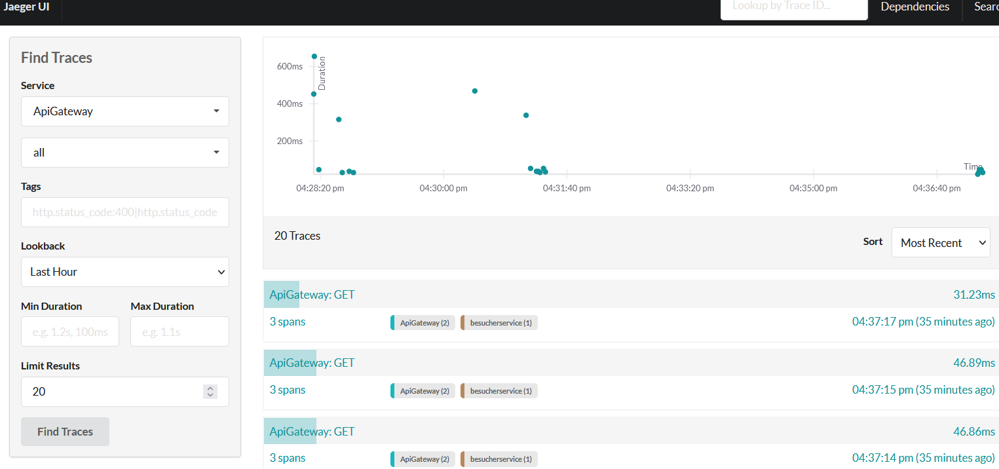 Jaeger UI
Lookup by Trace ID...
Dependencies
Searc
Find Traces
Service
ApiGateway
all
Tags
http.status_code:400|http.status_code
Lookback
Last Hour
Min Duration
Max Duration
e.g. 1.2s, 100ms
e.g. 1.1s
Limit Results
20
Find Traces
Duration
600ms
400ms
200ms
Time
04:28:20 pm
04:30:00 pm
04:31:40 pm
04:33:20 pm
04:35:00 pm
04:36:40 pm
20 Traces
Sort
Most Recent
ApiGateway: GET
31.23ms
3 spans
ApiGateway (2)
besucherservice (1)
04:37:17 pm (35 minutes ago)
ApiGateway: GET
46.89ms
3 spans
ApiGateway (2)
besucherservice (1)
04:37:15 pm (35 minutes ago)
ApiGateway: GET
46.86ms
3 spans
ApiGateway (2)
besucherservice (1)
04:37:14 pm (35 minutes ago)